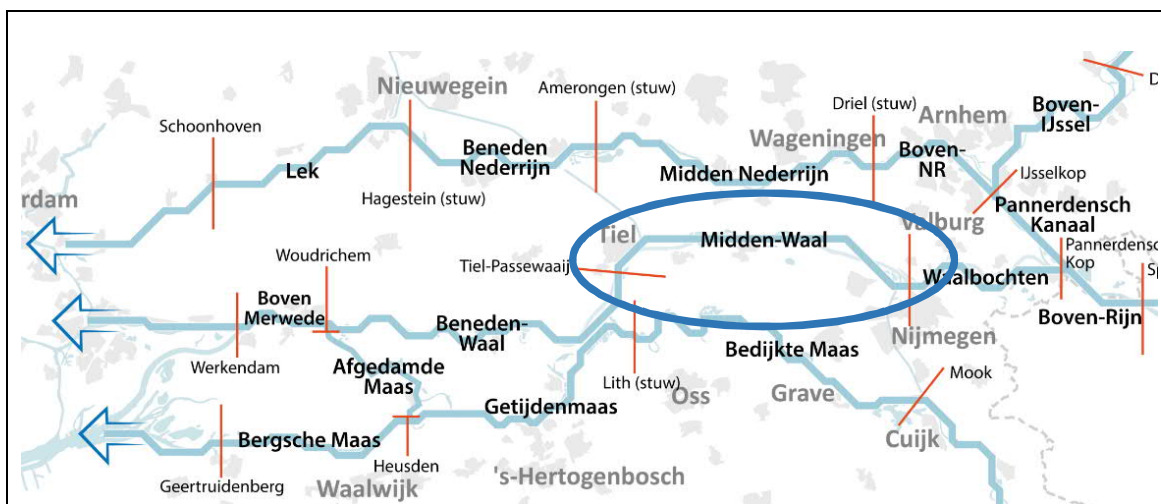 Nieuwegein
Amerongen (stuw)
D
Schoonhoven
Driel (stuw)
Arnhem
Boven-
IJssel
Wageningen
Beneden
Nederrijn
Boven-
NR
Lek
Midden Nederrijn
IJsselkop
Hagestein (stuw)
rdam
Pannerdensch
Kanaal
Valburg
Tiel
Midden-Waal
Pannerdensc
Kop
Woudrichem
Tiel-Passewaaij
Waalbochten
Sp
Boven
Merwede
Boven-Rijn
Beneden-
Waal
Nijmegen
Bedijkte Maas
Werkendam
Afgedamde
Maas
Lith (stuw)
Mook
Oss
Grave
Getijdenmaas
Bergsche Maas
Cuijk
Heusden
's-Hertogenbosch
Geertruidenberg
Waalwijk